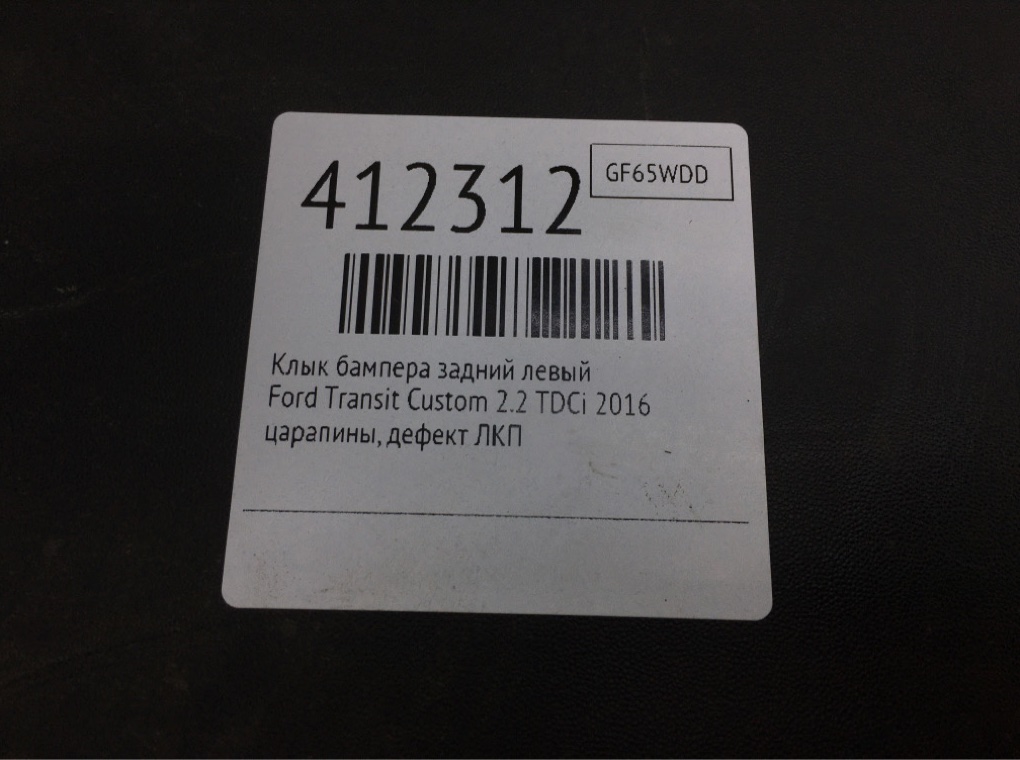 412312
GF65WDD
Клык бампера задний левый
Ford Transit Custom 2.2 TDCi 2016
царапины, дефект ЛКП